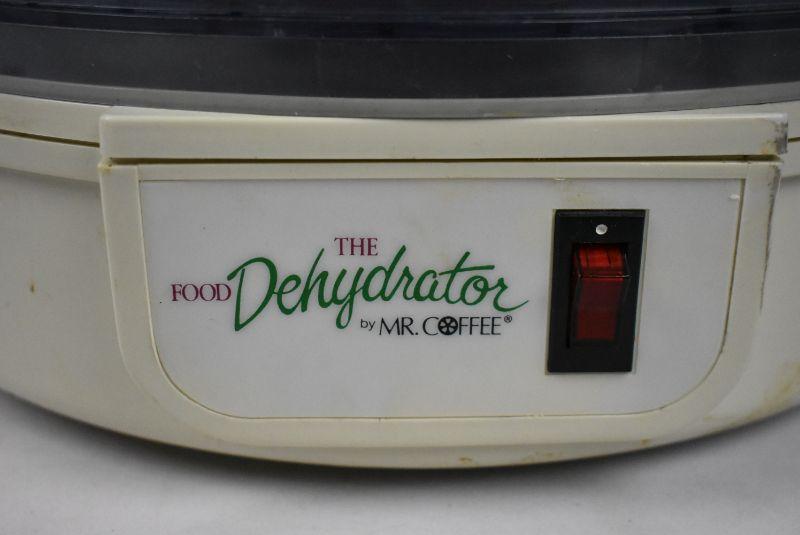 THE
FOOD Dehydrator
by MR. COFFEE®